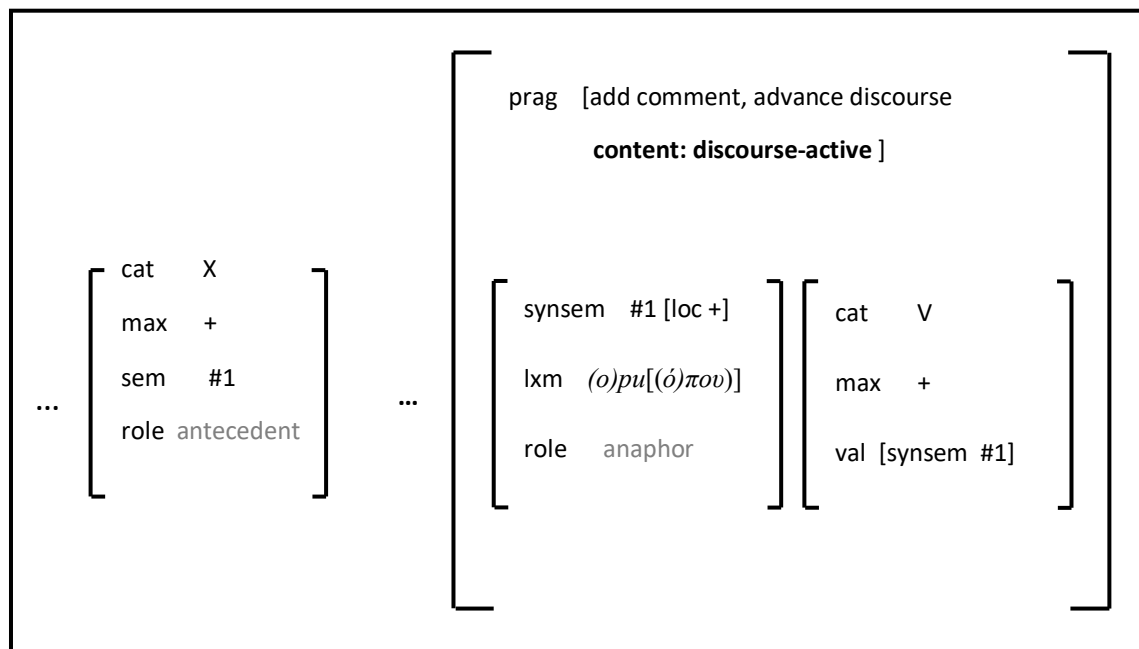 prag [add comment, advance discourse
content: discourse-active ]
... 
cat X
max +
sem #1
role antecedent
...
synsem #1 [loc +]
lxm (o)pu[(ό)που)]
role anaphor
cat V
max +
val [synsem #1]